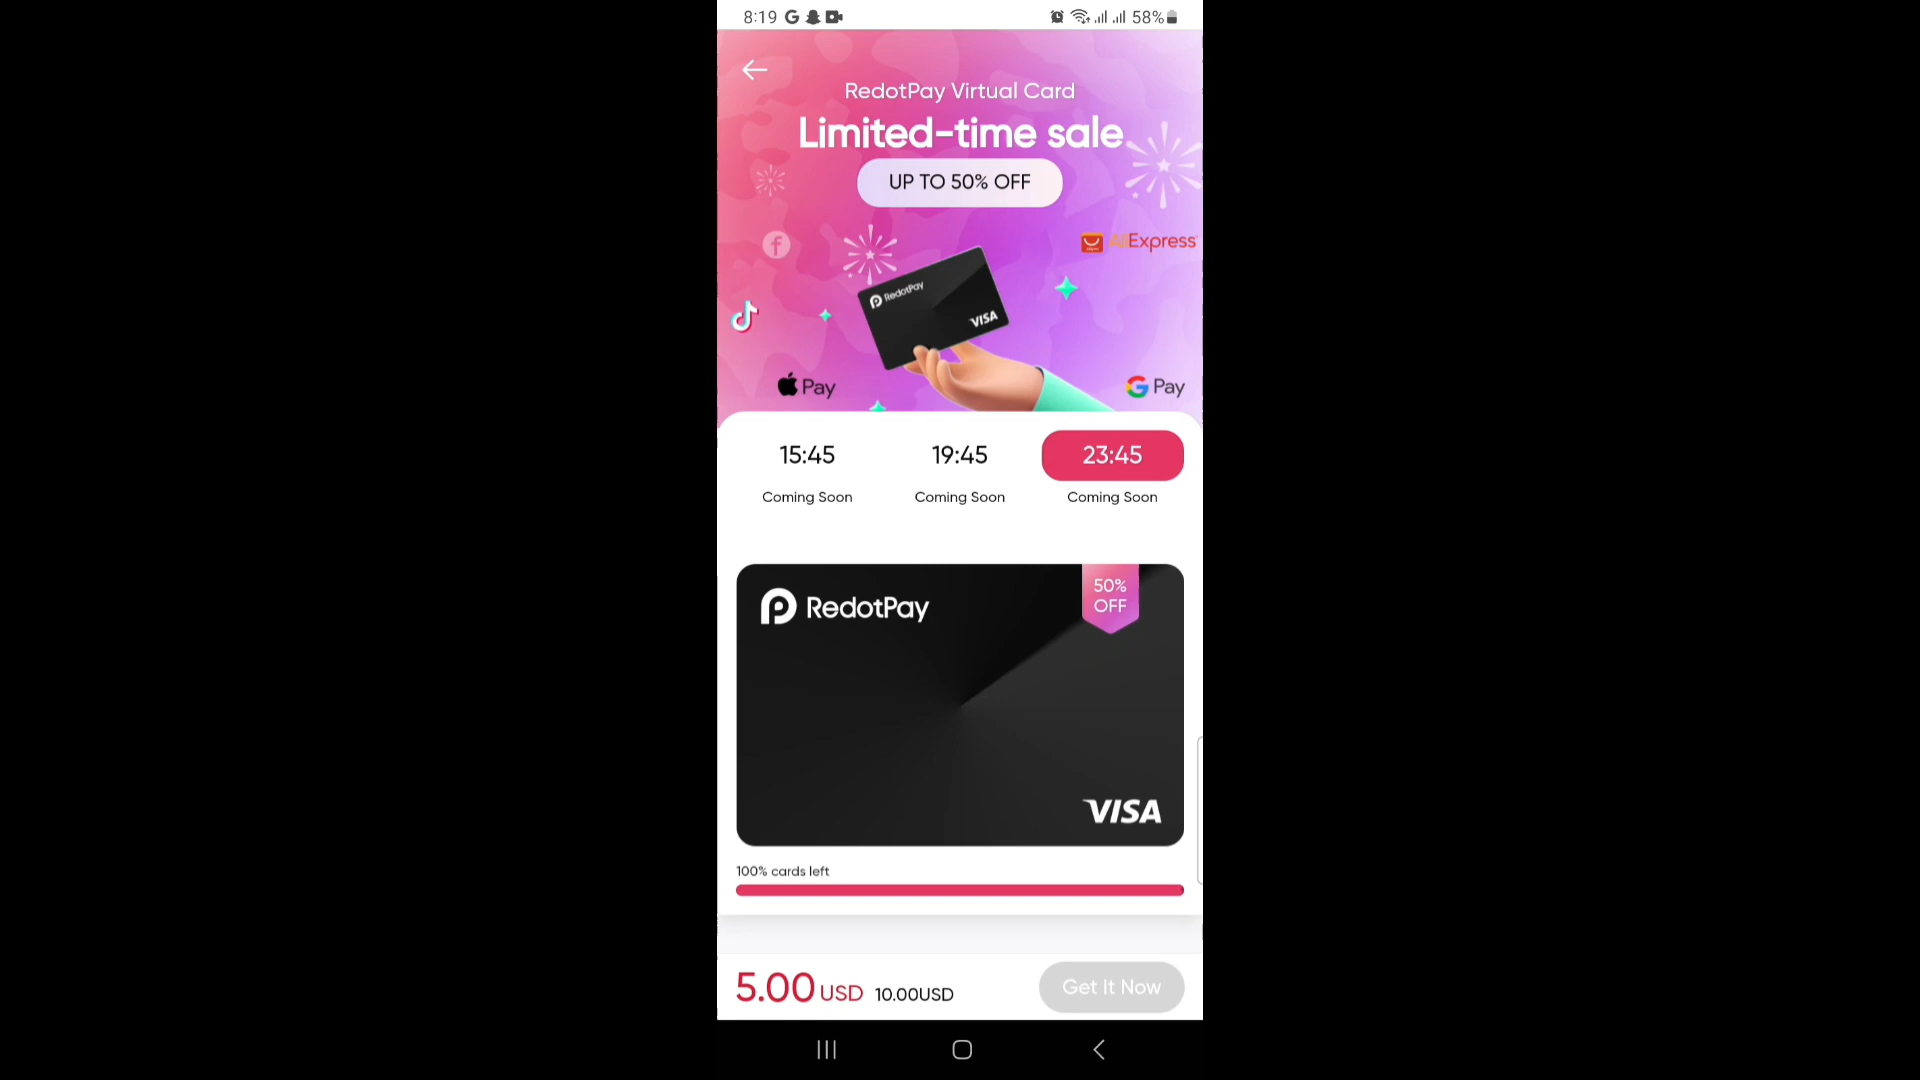 8:19 58%
RedotPay Virtual Card
Limited-time sale
UP TO 50% OFF
AliExpress
RedotPay
VISA
Pay G Pay
15:45 19:45 23:45
Coming Soon Coming Soon Coming Soon
50%
OFF
RedotPay
VISA
100% cards left
5.00 USD 10.00USD Get It Now